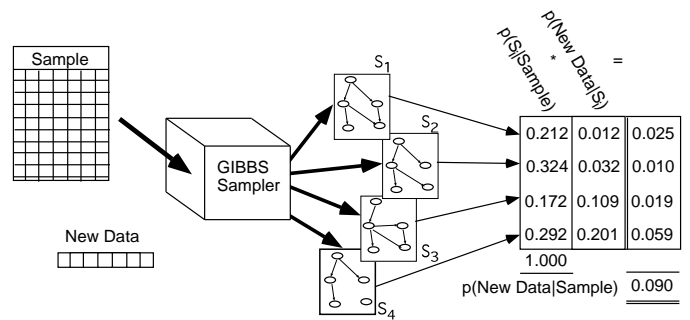 Sample
New Data
GIBBS
Sampler
S1
S2
S3
S4
p(Si|Sample)
*
p(New Data|Si)
=
0.212 0.012 0.025
0.324 0.032 0.010
0.172 0.109 0.019
0.292 0.201 0.059
1.000
p(New Data|Sample) 0.090